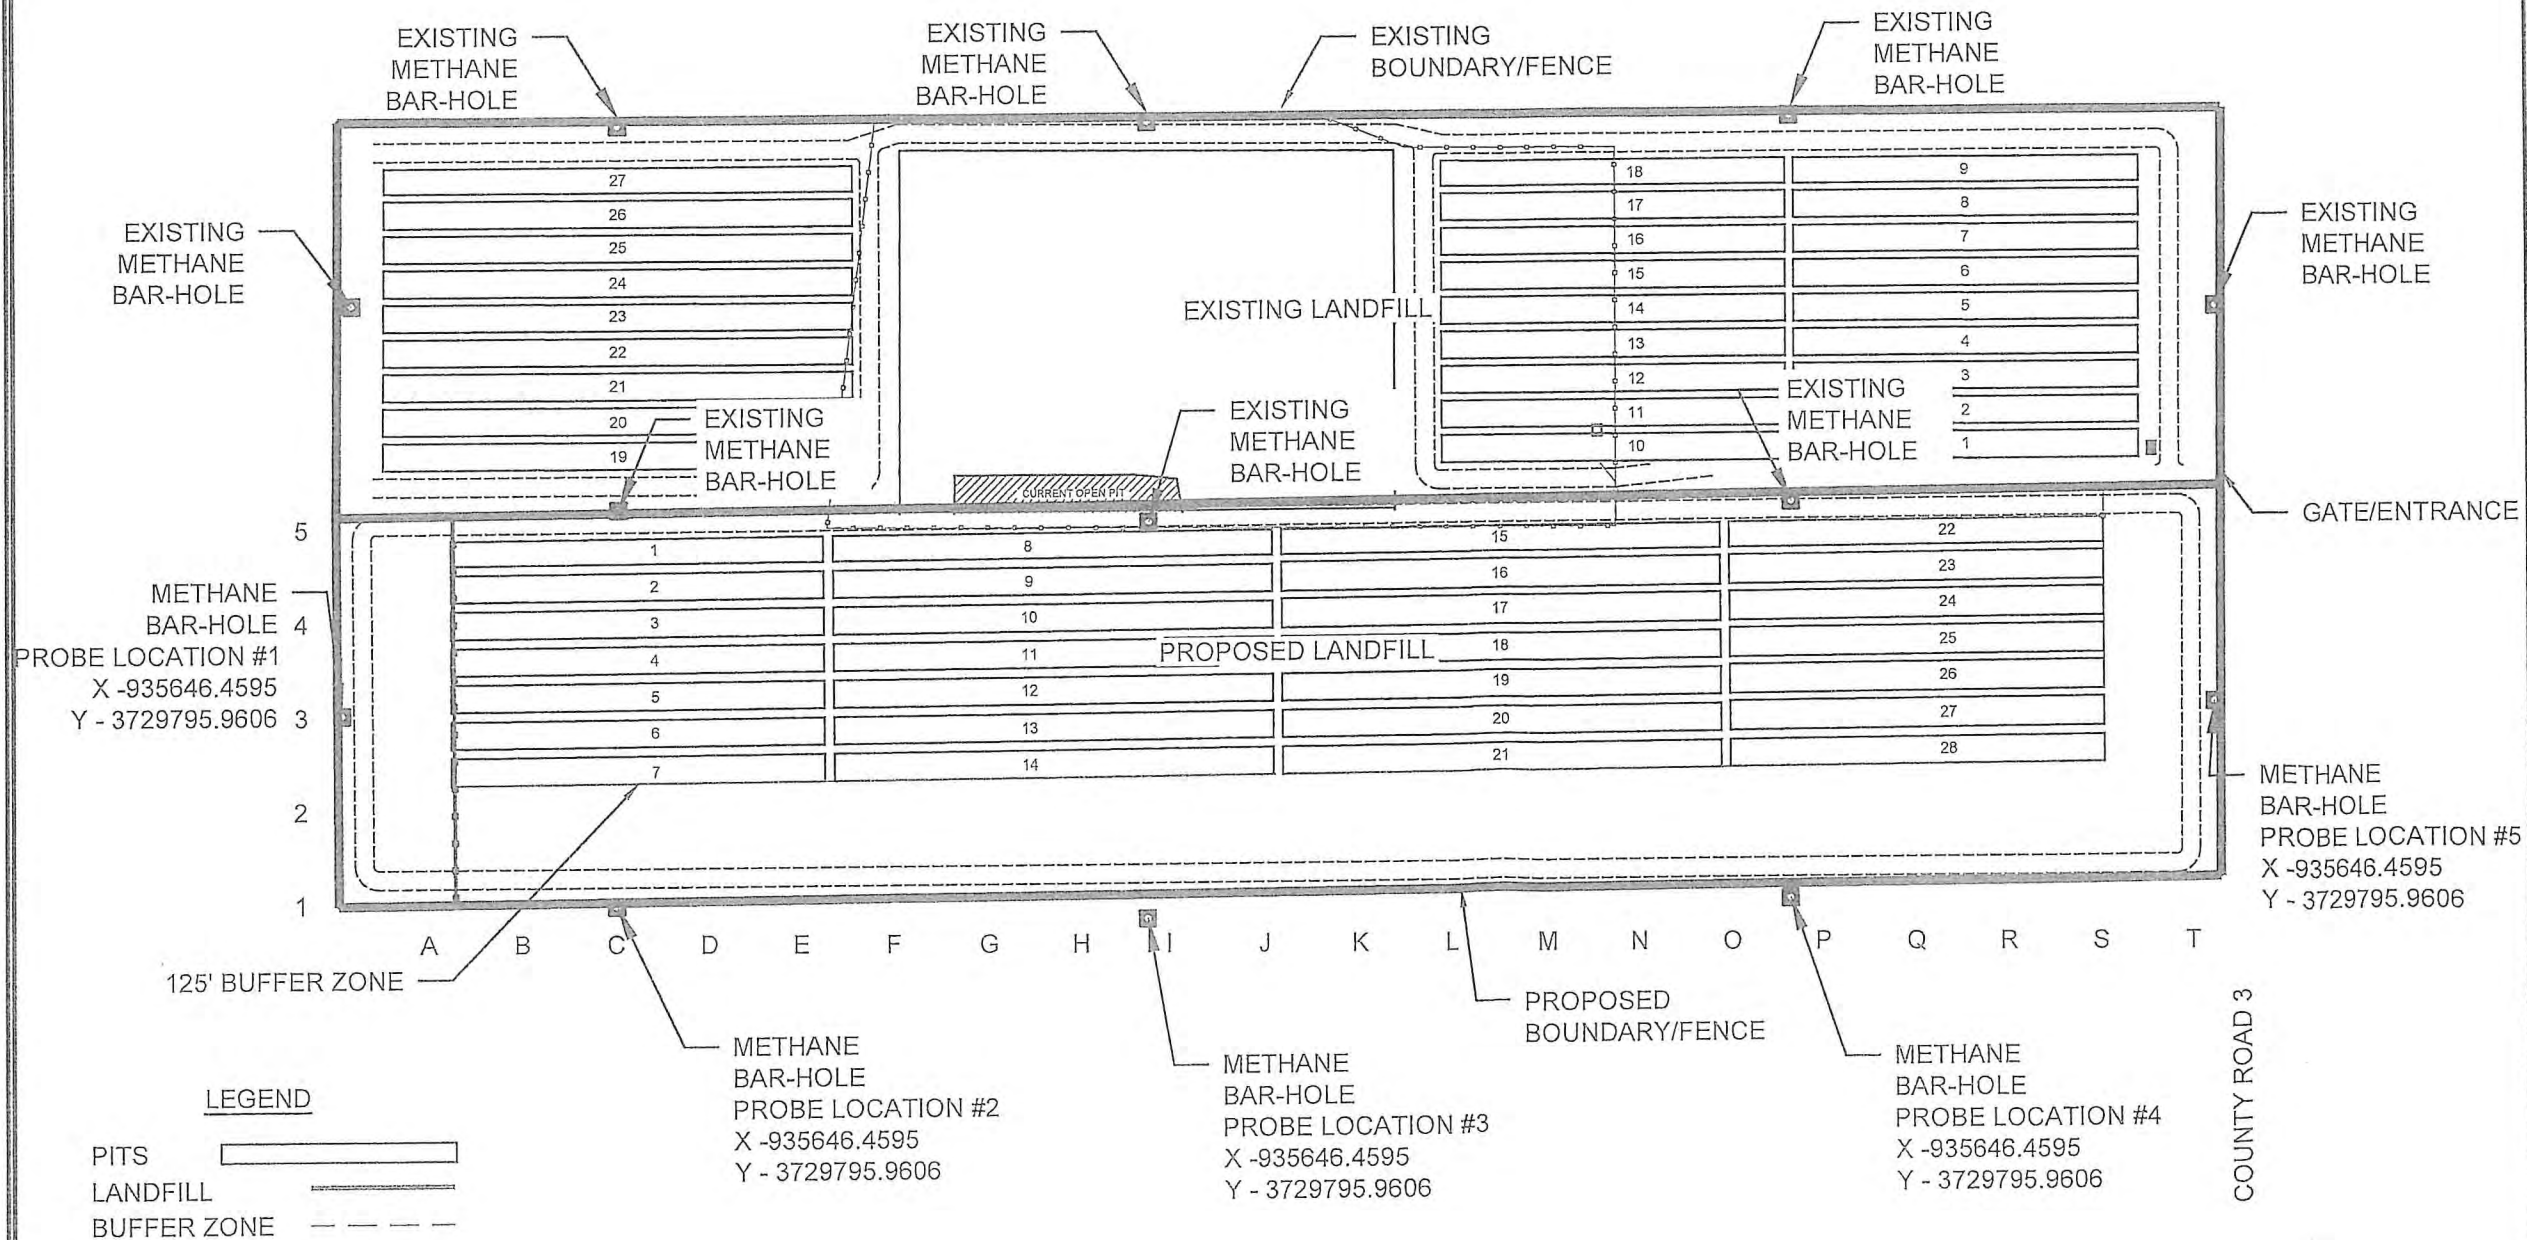 EXISTING
METHANE
BAR-HOLE
EXISTING
METHANE
BAR-HOLE
EXISTING
BOUNDARY/FENCE
EXISTING
METHANE
BAR-HOLE
EXISTING
METHANE
BAR-HOLE
27
26
25
24
23
22
21
20
19
EXISTING LANDFILL
18
17
16
15
14
13
12
11
10
9
8
7
6
5
4
3
2
1
EXISTING
METHANE
BAR-HOLE
EXISTING
METHANE
BAR-HOLE
EXISTING
METHANE
BAR-HOLE
EXISTING
METHANE
BAR-HOLE
CURRENT OPEN PIT
GATE/ENTRANCE
5
4
3
2
1
METHANE
BAR-HOLE
PROBE LOCATION #1
X -935646.4595
Y - 3729795.9606
1
2
3
4
5
6
7
8
9
10
11
12
13
14
PROPOSED LANDFILL
15
16
17
18
19
20
21
22
23
24
25
26
27
28
METHANE
BAR-HOLE
PROBE LOCATION #5
X -935646.4595
Y - 3729795.9606
A B C D E F G H I J K L M N O P Q R S T
125' BUFFER ZONE
PROPOSED
BOUNDARY/FENCE
METHANE
BAR-HOLE
PROBE LOCATION #2
X -935646.4595
Y - 3729795.9606
METHANE
BAR-HOLE
PROBE LOCATION #3
X -935646.4595
Y - 3729795.9606
METHANE
BAR-HOLE
PROBE LOCATION #4
X -935646.4595
Y - 3729795.9606
COUNTY ROAD 3
LEGEND
PITS
LANDFILL
BUFFER ZONE